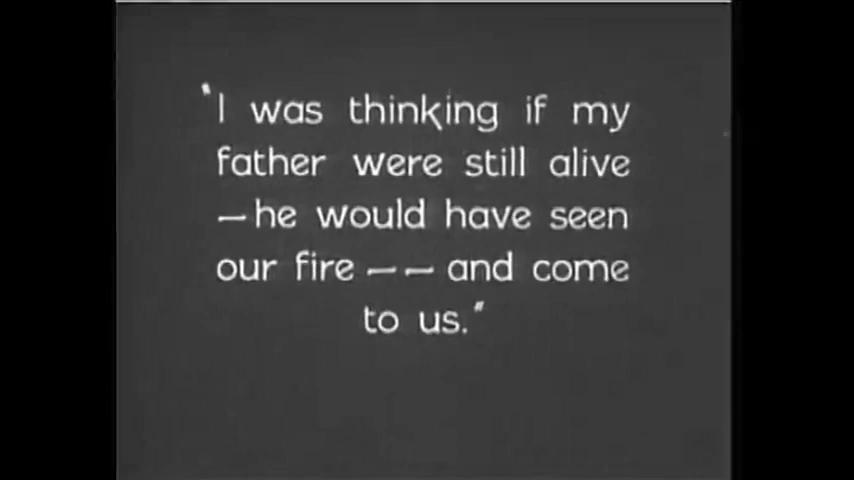 "I was thinking if my
father were still alive
—he would have seen
our fire —— and come
to us."